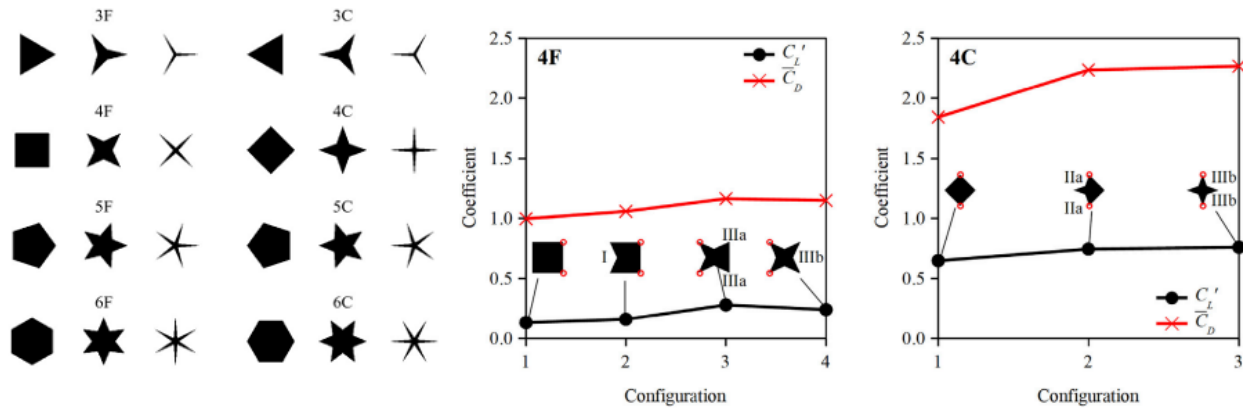 3F 3C
4F 4C
5F 5C
6F 6C
4F
C_L'
C̅_D
2.5
2.0
1.5
1.0
0.5
0.0
Coefficient
I
IIIa
IIIa
IIIb
1 2 3 4
Configuration
4C
2.5
2.0
1.5
1.0
0.5
0.0
Coefficient
IIa
IIa
IIIb
IIIb
C_L'
C̅_D
1 2 3
Configuration